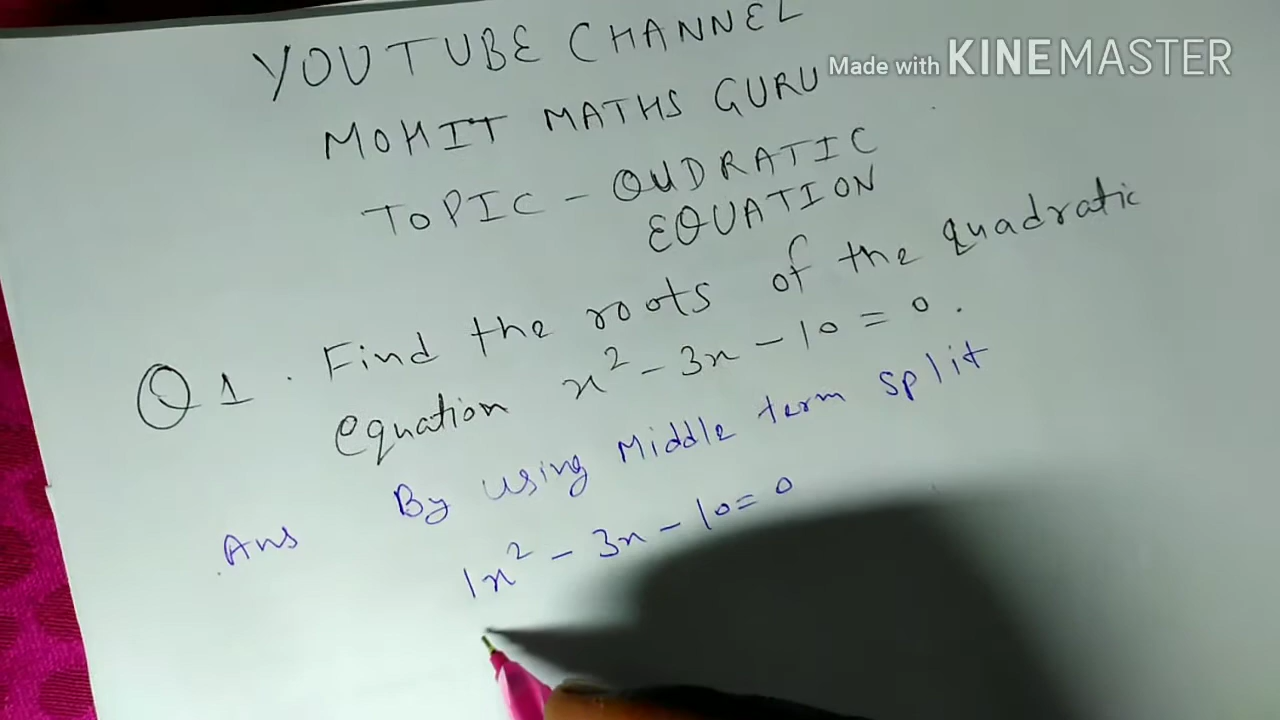 YOUTUBE CHANNEL
Made with KINEMASTER
MOHIT MATHS GURU
TOPIC - QUDRATIC
EQUATION
Q1. Find the roots of the quadratic
equation x² - 3x - 10 = 0.
Ans By using Middle term split
1x² - 3x - 10 = 0